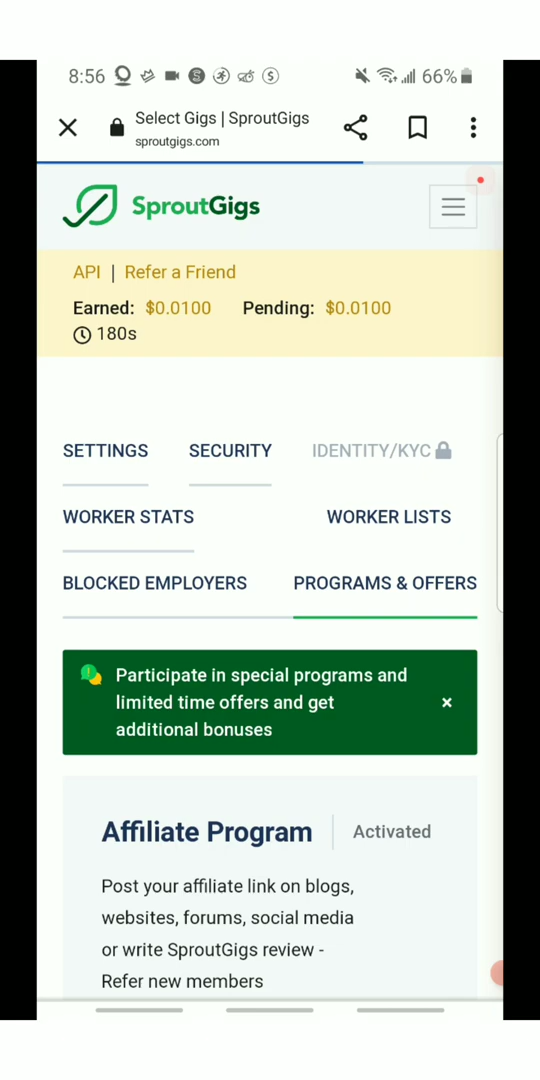 8:56 66%
Select Gigs | SproutGigs
sproutgigs.com
SproutGigs
API | Refer a Friend
Earned: $0.0100 Pending: $0.0100
180s
SETTINGS SECURITY IDENTITY/KYC
WORKER STATS WORKER LISTS
BLOCKED EMPLOYERS PROGRAMS & OFFERS
Participate in special programs and
limited time offers and get
additional bonuses
×
Affiliate Program | Activated
Post your affiliate link on blogs,
websites, forums, social media
or write SproutGigs review -
Refer new members